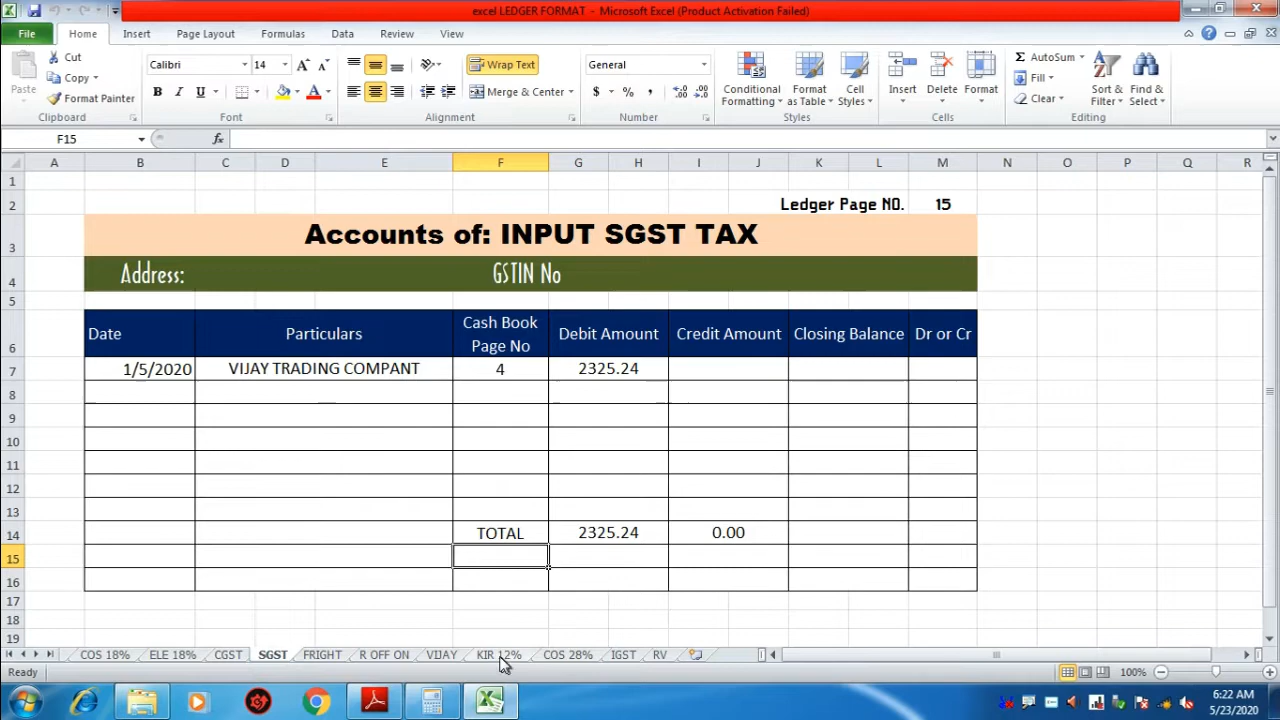 excel LEDGER FORMAT - Microsoft Excel (Product Activation Failed)
File Home Insert Page Layout Formulas Data Review View
Paste
Cut
Copy
Format Painter
Clipboard
Calibri 14 A A
B I U A
Font
Wrap Text
Merge & Center
Alignment
General
$ % ,
Number
Conditional Formatting
Format as Table
Cell Styles
Styles
Insert Delete Format
Cells
Σ AutoSum
Fill
Clear
Sort & Filter
Find & Select
Editing
F15 fx
A B C D E F G H I J K L M N O P Q R
1
2 Ledger Page NO. 15
3 Accounts of: INPUT SGST TAX
4 Address: GSTIN No
5
6 Date Particulars Cash Book Page No Debit Amount Credit Amount Closing Balance Dr or Cr
7 1/5/2020 VIJAY TRADING COMPANT 4 2325.24
8
9
10
11
12
13
14 TOTAL 2325.24 0.00
15
16
17
18
19
COS 18% ELE 18% CGST SGST FRIGHT R OFF ON VIJAY KIR 12% COS 28% IGST RV
Ready 100%
6:22 AM
5/23/2020